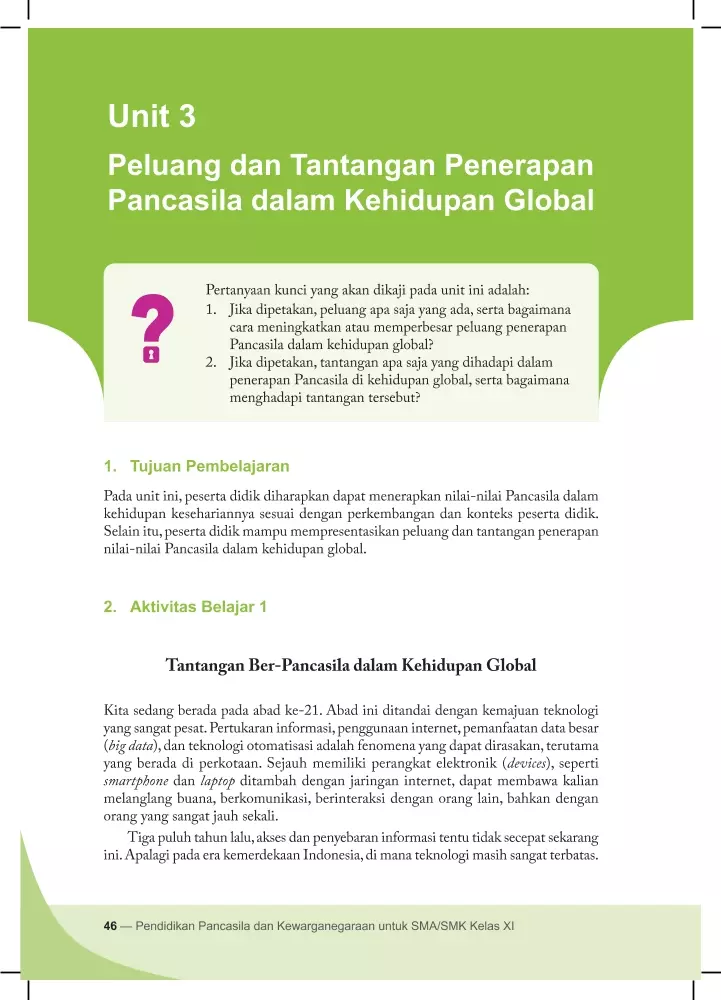 Unit 3
Peluang dan Tantangan Penerapan
Pancasila dalam Kehidupan Global
Pertanyaan kunci yang akan dikaji pada unit ini adalah:
1. Jika dipetakan, peluang apa saja yang ada, serta bagaimana
cara meningkatkan atau memperbesar peluang penerapan
Pancasila dalam kehidupan global?
2. Jika dipetakan, tantangan apa saja yang dihadapi dalam
penerapan Pancasila di kehidupan global, serta bagaimana
menghadapi tantangan tersebut?
1. Tujuan Pembelajaran
Pada unit ini, peserta didik diharapkan dapat menerapkan nilai-nilai Pancasila dalam
kehidupan kesehariannya sesuai dengan perkembangan dan konteks peserta didik.
Selain itu, peserta didik mampu mempresentasikan peluang dan tantangan penerapan
nilai-nilai Pancasila dalam kehidupan global.
2. Aktivitas Belajar 1
Tantangan Ber-Pancasila dalam Kehidupan Global
Kita sedang berada pada abad ke-21. Abad ini ditandai dengan kemajuan teknologi
yang sangat pesat. Pertukaran informasi, penggunaan internet, pemanfaatan data besar
(big data), dan teknologi otomatisasi adalah fenomena yang dapat dirasakan, terutama
yang berada di perkotaan. Sejauh memiliki perangkat elektronik (devices), seperti
smartphone dan laptop ditambah dengan jaringan internet, dapat membawa kalian
melanglang buana, berkomunikasi, berinteraksi dengan orang lain, bahkan dengan
orang yang sangat jauh sekali.
Tiga puluh tahun lalu, akses dan penyebaran informasi tentu tidak secepat sekarang
ini. Apalagi pada era kemerdekaan Indonesia, di mana teknologi masih sangat terbatas.
46 — Pendidikan Pancasila dan Kewarganegaraan untuk SMA/SMK Kelas XI